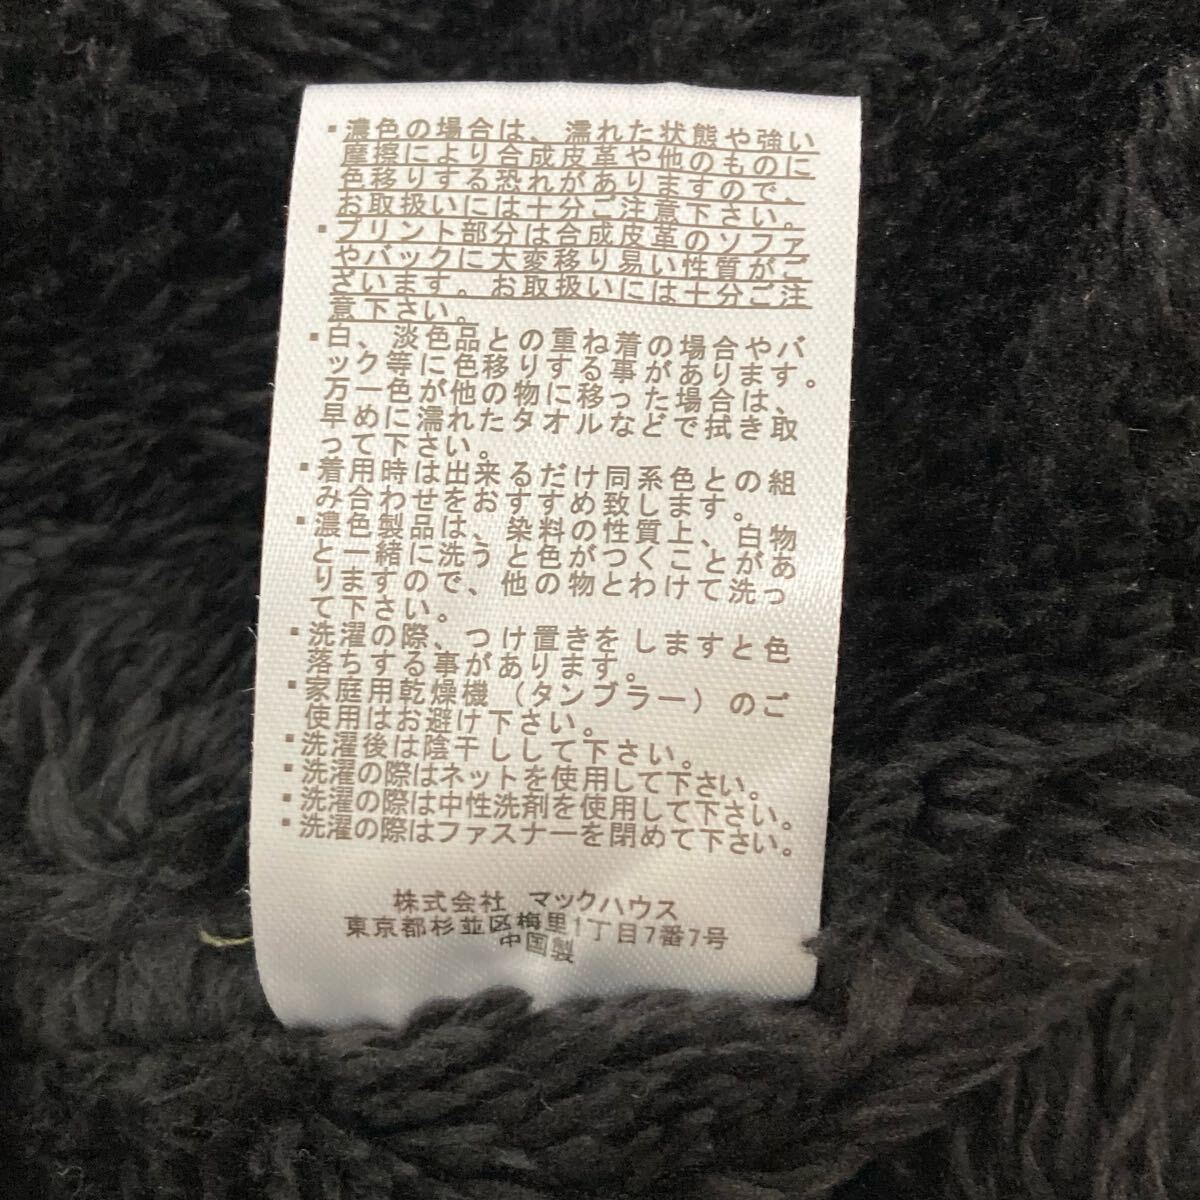 ▪濃色の場合は、濡れた状態や強い
摩擦により合成皮革や他のものに
色移りする恐れがありますので、
お取扱いには十分ご注意下さい。
▪プリント部分は合成皮革のソファ
やバックに大変移り易い性質がご
ざいます。お取扱いには十分ご注
意下さい。
▪白、淡色品との重ね着の場合やバ
ック等に色移りする事があります。
万一色が他の物に移った場合は、
早めに濡れたタオルなどで拭き取
って下さい。
▪着用時は出来るだけ同系色との組
み合わせをおすすめ致します。
▪濃色製品は、染料の性質上、白物
と一緒に洗うと色がつくことがあ
りますので、他の物とわけて洗っ
て下さい。
▪洗濯の際、つけ置きをしますと色
落ちする事があります。
▪家庭用乾燥機（タンブラー）のご
使用はお避け下さい。
▪洗濯後は陰干しして下さい。
▪洗濯の際はネットを使用して下さい。
▪洗濯の際は中性洗剤を使用して下さい。
▪洗濯の際はファスナーを閉めて下さい。
株式会社 マックハウス
東京都杉並区梅里1丁目7番7号
中国製